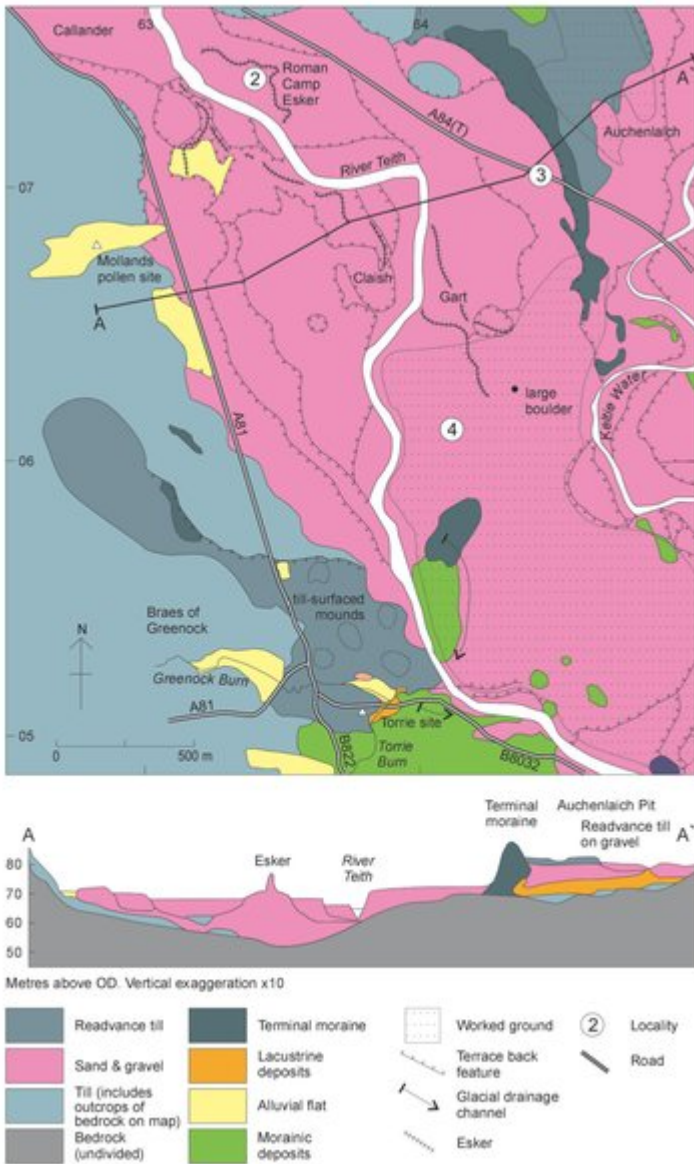 Callander
63
64
2
Roman
Camp
Esker
A
Auchenlaich
A84(T)
River Teith
3
07
Mollands
pollen site
Claish
A
Gart
large
boulder
Keltie Water
A81
4
06
till-surfaced
mounds
Braes of
Greenock
N
Greenock Burn
A81
Torrie site
05
0
500 m
B822
Torrie
Burn
B8032
Terminal
moraine
Auchenlaich Pit
A
A'
Readvance till
on gravel
Esker
River
Teith
80
70
60
50
Metres above OD. Vertical exaggeration x10
Readvance till
Terminal moraine
Worked ground
2
Locality
Sand & gravel
Lacustrine
deposits
Terrace back
feature
Road
Till (includes
outcrops of
bedrock on map)
Alluvial flat
Glacial drainage
channel
Bedrock
(undivided)
Morainic
deposits
Esker